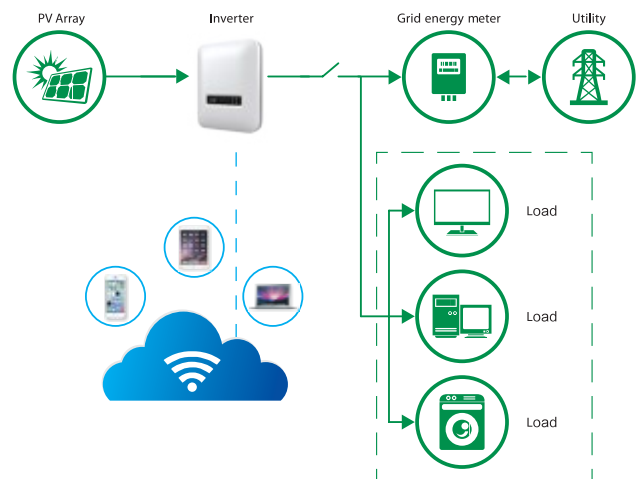 PV Array
Inverter
Grid energy meter
Utility
Load
Load
Load